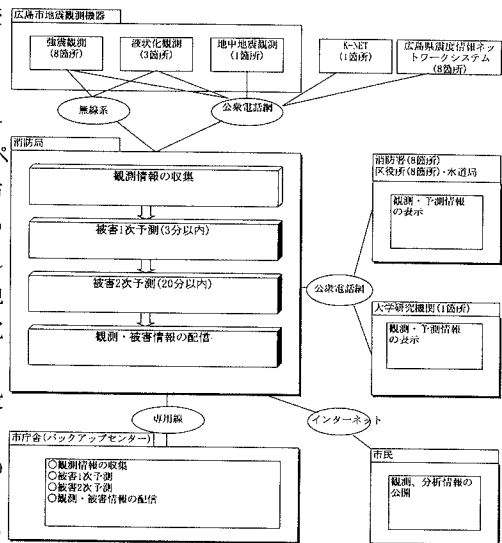 広島市地震観測機器
強震観測
(8箇所)
液状化観測
(3箇所)
地中地震観測
(1箇所)
K-NET
(1箇所)
広島県震度情報ネッ
トワークシステム
(8箇所)
無線系
公衆電話網
消防局
観測情報の収集
被害1次予測(3分以内)
被害2次予測(20分以内)
観測・被害情報の配信
消防署(8箇所)
区役所(8箇所)・水道局
観測・予測情報
の表示
公衆電話網
大学研究機関(1箇所)
観測・予測情報
の表示
専用線
インターネット
市庁舎(バックアップセンター)
○観測情報の収集
○被害1次予測
○被害2次予測
○観測・被害情報の配信
市民
観測、分析情報の
公開